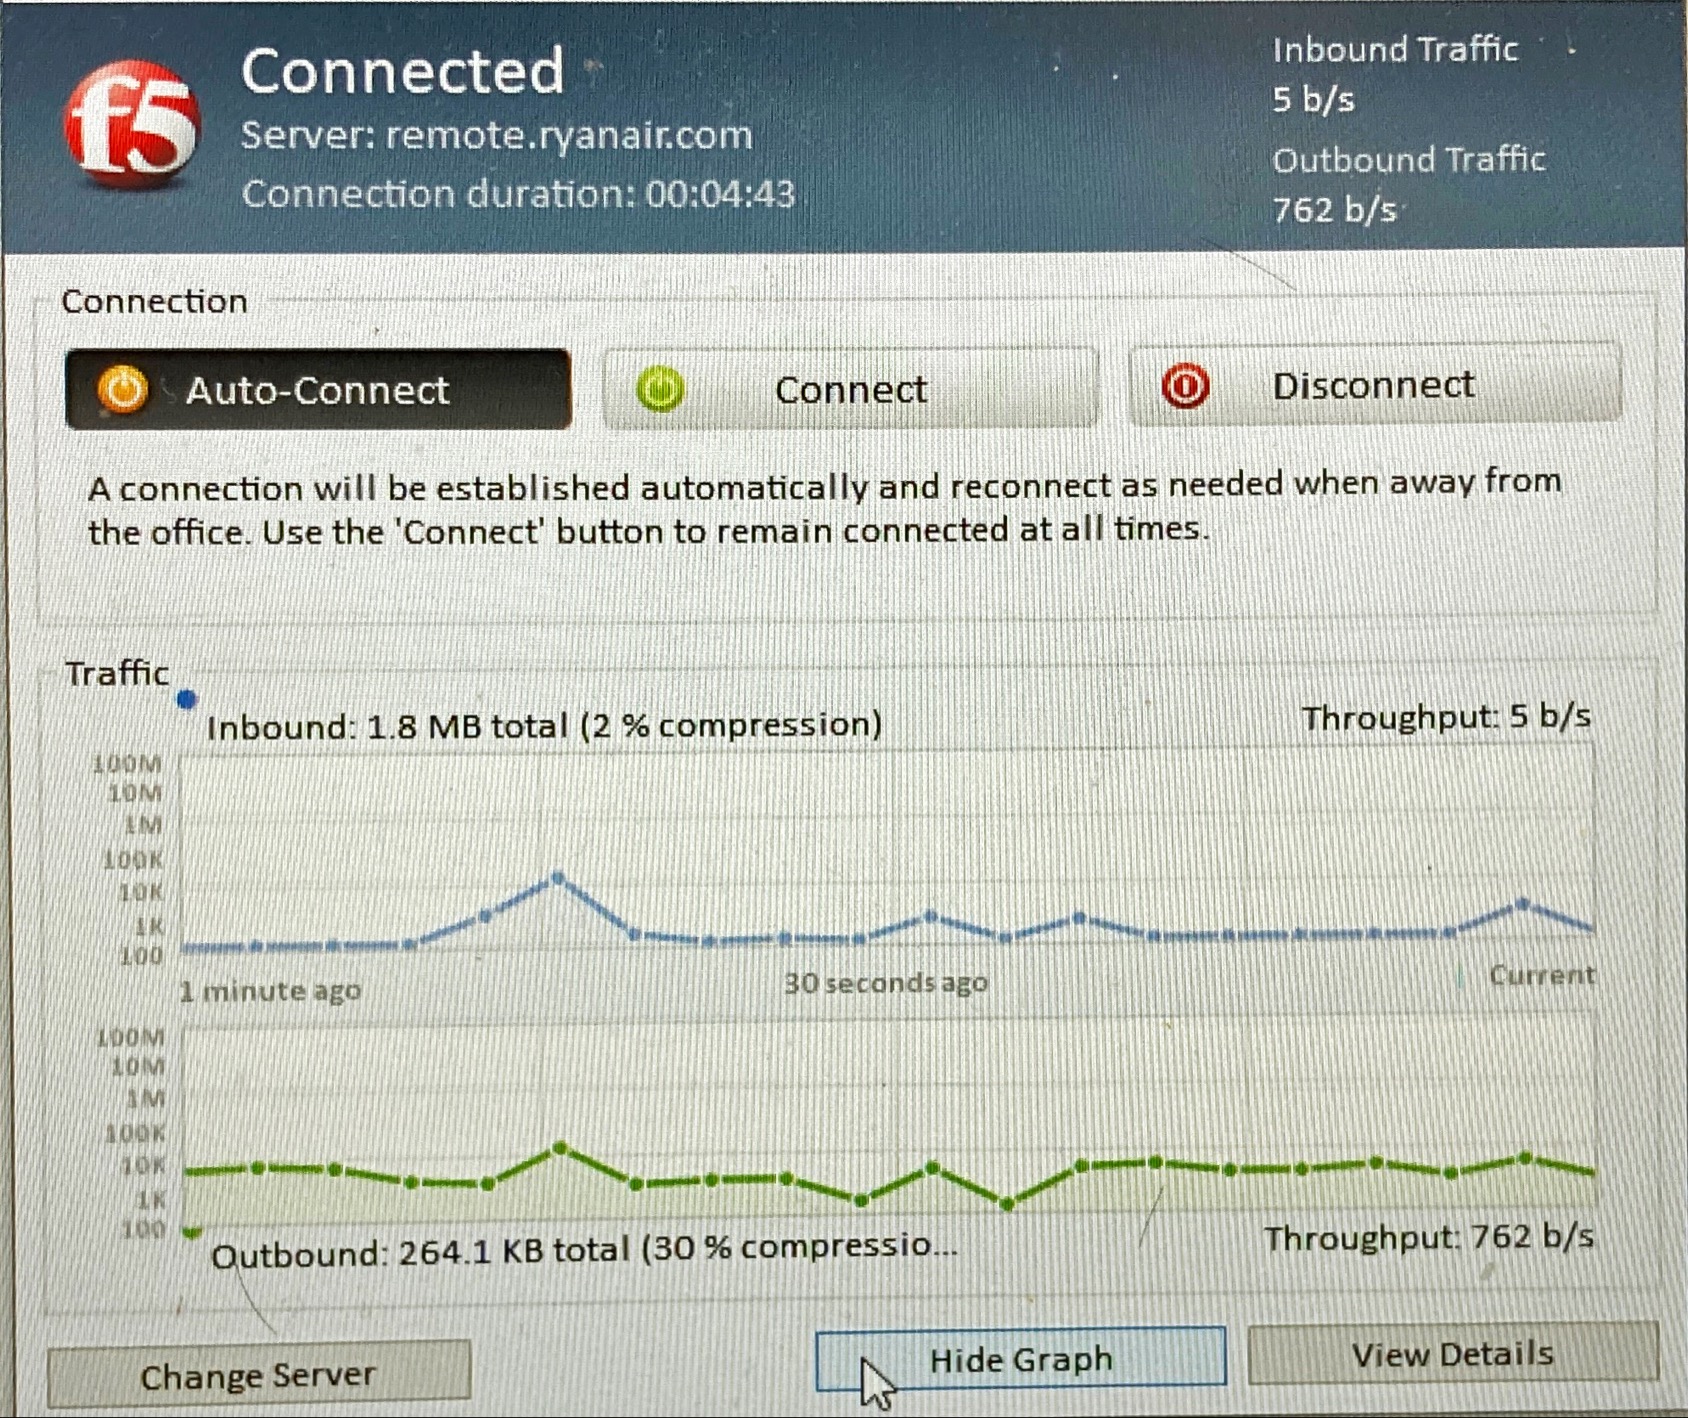 f5
Connected
Server: remote.ryanair.com
Connection duration: 00:04:43
Inbound Traffic
5 b/s
Outbound Traffic
762 b/s
Connection
Auto-Connect
Connect
Disconnect
A connection will be established automatically and reconnect as needed when away from
the office. Use the 'Connect' button to remain connected at all times.
Traffic
Inbound: 1.8 MB total (2 % compression)
Throughput: 5 b/s
100M
10M
1M
100K
10K
1K
100
1 minute ago
30 seconds ago
Current
100M
10M
1M
100K
10K
1K
100
Outbound: 264.1 KB total (30 % compressio...
Throughput: 762 b/s
Change Server
Hide Graph
View Details